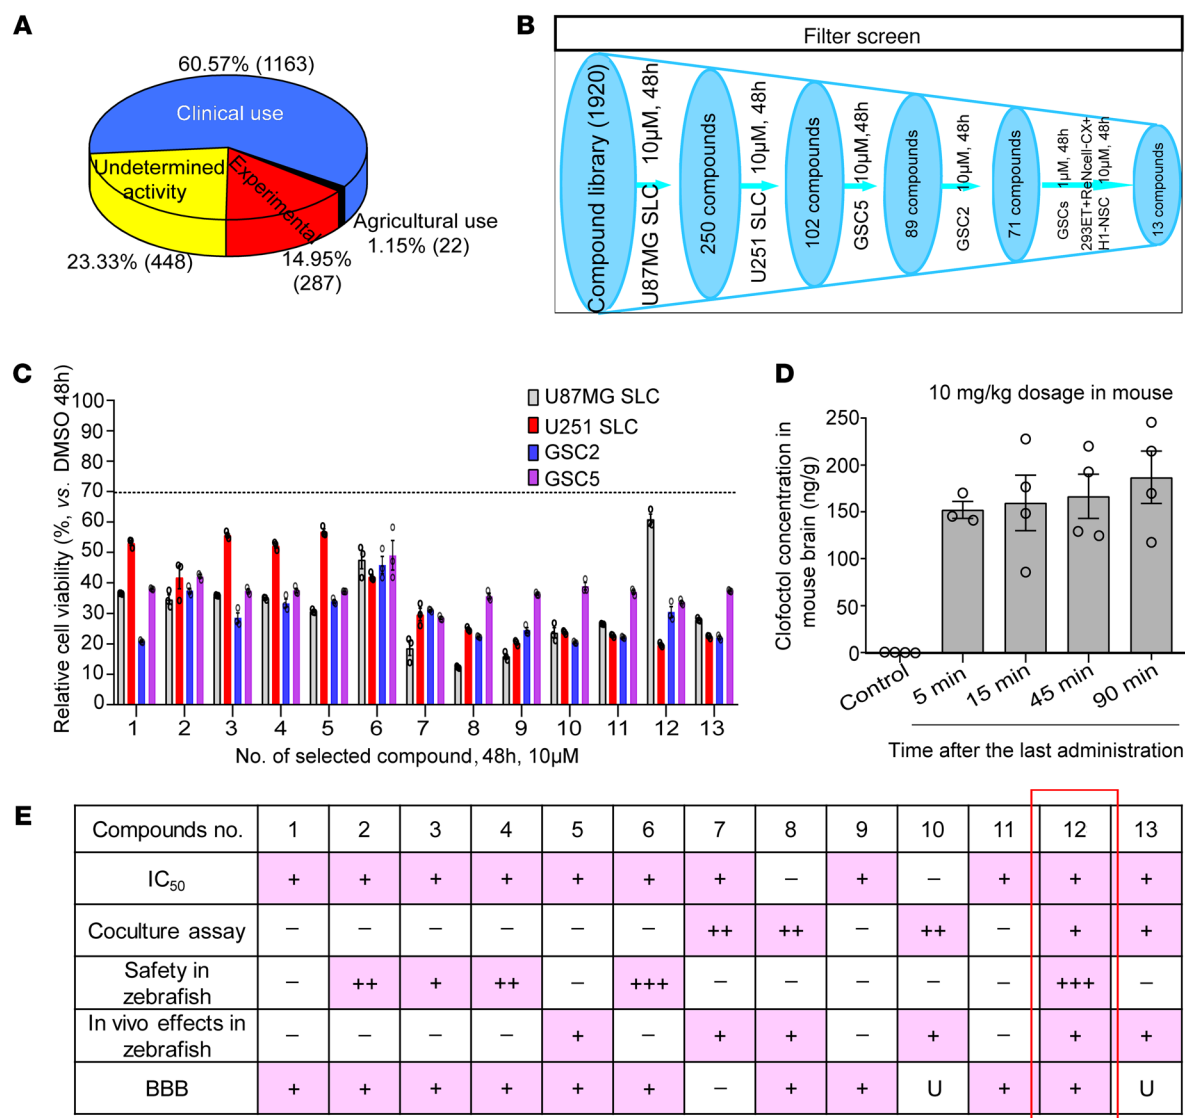 A
60.57% (1163)
Clinical use
Undetermined
activity
Experimental
Agricultural use
1.15% (22)
23.33% (448)
14.95%
(287)
B
Filter screen
Compound library (1920)
U87MG SLC 10µM, 48h
250 compounds
U251 SLC 10µM, 48h
102 compounds
GSC5 10µM,48h
89 compounds
GSC2 10µM, 48h
71 compounds
GSCs 1µM, 48h
293ET+ReNcell-CX+
H1-NSC 10µM, 48h
13 compounds
C
Relative cell viability (%, vs. DMSO 48h)
100
90
80
70
60
50
40
30
20
10
0
U87MG SLC
U251 SLC
GSC2
GSC5
1 2 3 4 5 6 7 8 9 10 11 12 13
No. of selected compound, 48h, 10µM
D
10 mg/kg dosage in mouse
Clofoctol concentration in
mouse brain (ng/g)
250
200
150
100
50
0
Control 5 min 15 min 45 min 90 min
Time after the last administration
E
Compounds no. 1 2 3 4 5 6 7 8 9 10 11 12 13
IC50 + + + + + + + – + – + + +
Coculture assay – – – – – – ++ ++ – ++ – + +
Safety in
zebrafish – ++ + ++ – +++ – – – – – +++ –
In vivo effects in
zebrafish – – – – + – + + – + – + +
BBB + + + + + + – + + U + + U